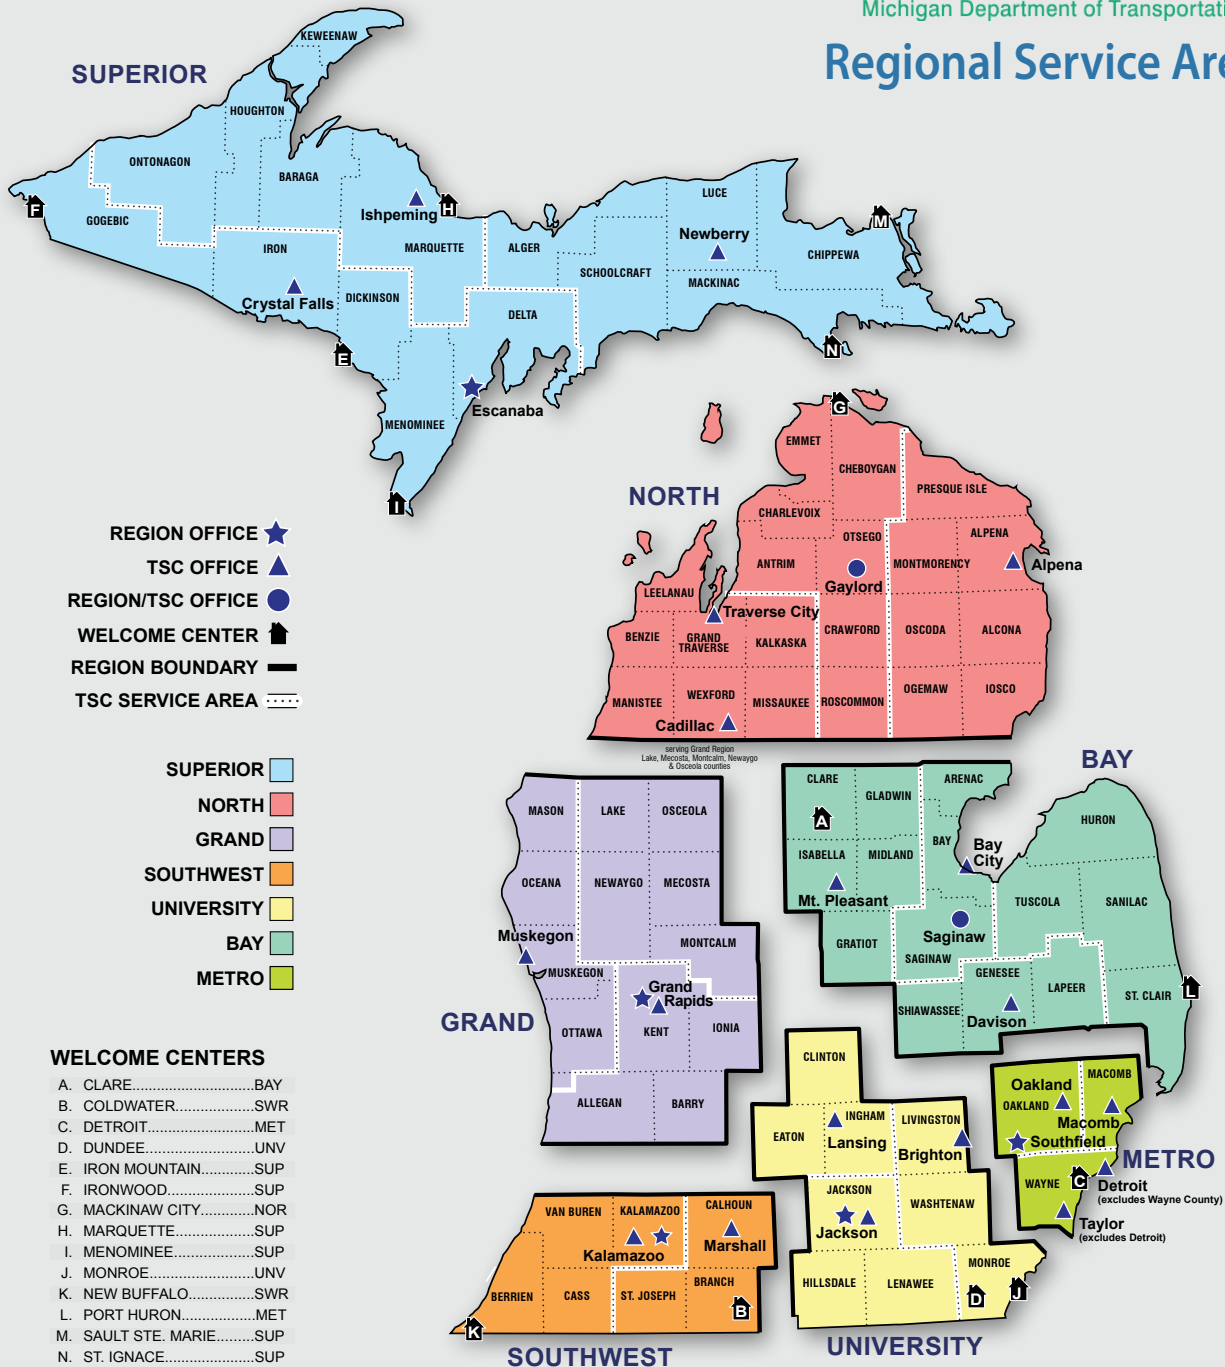 Michigan Department of Transportati
Regional Service Are
SUPERIOR
KEWEENAW
HOUGHTON
ONTONAGON
BARAGA
GOGEBIC
F
Ishpeming
H
IRON
MARQUETTE
ALGER
LUCE
Newberry
M
CHIPPEWA
SCHOOLCRAFT
MACKINAC
Crystal Falls
DICKINSON
DELTA
E
N
Escanaba
MENOMINEE
I
G
EMMET
CHEBOYGAN
NORTH
PRESQUE ISLE
CHARLEVOIX
OTSEGO
ALPENA
ANTRIM
MONTMORENCY
Alpena
Gaylord
LEELANAU
Traverse City
BENZIE
GRAND
TRAVERSE
KALKASKA
CRAWFORD
OSCODA
ALCONA
MANISTEE
WEXFORD
MISSAUKEE
ROSCOMMON
OGEMAW
IOSCO
Cadillac
serving Grand Region
Lake, Mecosta, Montcalm, Newaygo
& Osceola counties
REGION OFFICE
TSC OFFICE
REGION/TSC OFFICE
WELCOME CENTER
REGION BOUNDARY
TSC SERVICE AREA
SUPERIOR
NORTH
GRAND
SOUTHWEST
UNIVERSITY
BAY
METRO
BAY
CLARE
GLADWIN
ARENAC
HURON
A
BAY
Bay
City
ISABELLA
MIDLAND
Mt. Pleasant
TUSCOLA
SANILAC
GRATIOT
Saginaw
SAGINAW
GENESEE
LAPEER
ST. CLAIR
L
SHIAWASSEE
Davison
MASON
LAKE
OSCEOLA
OCEANA
NEWAYGO
MECOSTA
Muskegon
MONTCALM
MUSKEGON
Grand
Rapids
GRAND
OTTAWA
KENT
IONIA
ALLEGAN
BARRY
CLINTON
EATON
INGHAM
Lansing
LIVINGSTON
Brighton
JACKSON
Jackson
WASHTENAW
HILLSDALE
LENAWEE
MONROE
D
J
UNIVERSITY
Oakland
OAKLAND
MACOMB
Macomb
Southfield
METRO
WAYNE
C
Detroit
(excludes Wayne County)
Taylor
(excludes Detroit)
VAN BUREN
KALAMAZOO
CALHOUN
Kalamazoo
Marshall
BERRIEN
CASS
ST. JOSEPH
BRANCH
B
K
SOUTHWEST
WELCOME CENTERS
A. CLARE.............................BAY
B. COLDWATER...................SWR
C. DETROIT..........................MET
D. DUNDEE...........................UNV
E. IRON MOUNTAIN.............SUP
F. IRONWOOD.....................SUP
G. MACKINAW CITY.............NOR
H. MARQUETTE...................SUP
I. MENOMINEE....................SUP
J. MONROE.........................UNV
K. NEW BUFFALO................SWR
L. PORT HURON...................MET
M. SAULT STE. MARIE.........SUP
N. ST. IGNACE.....................SUP